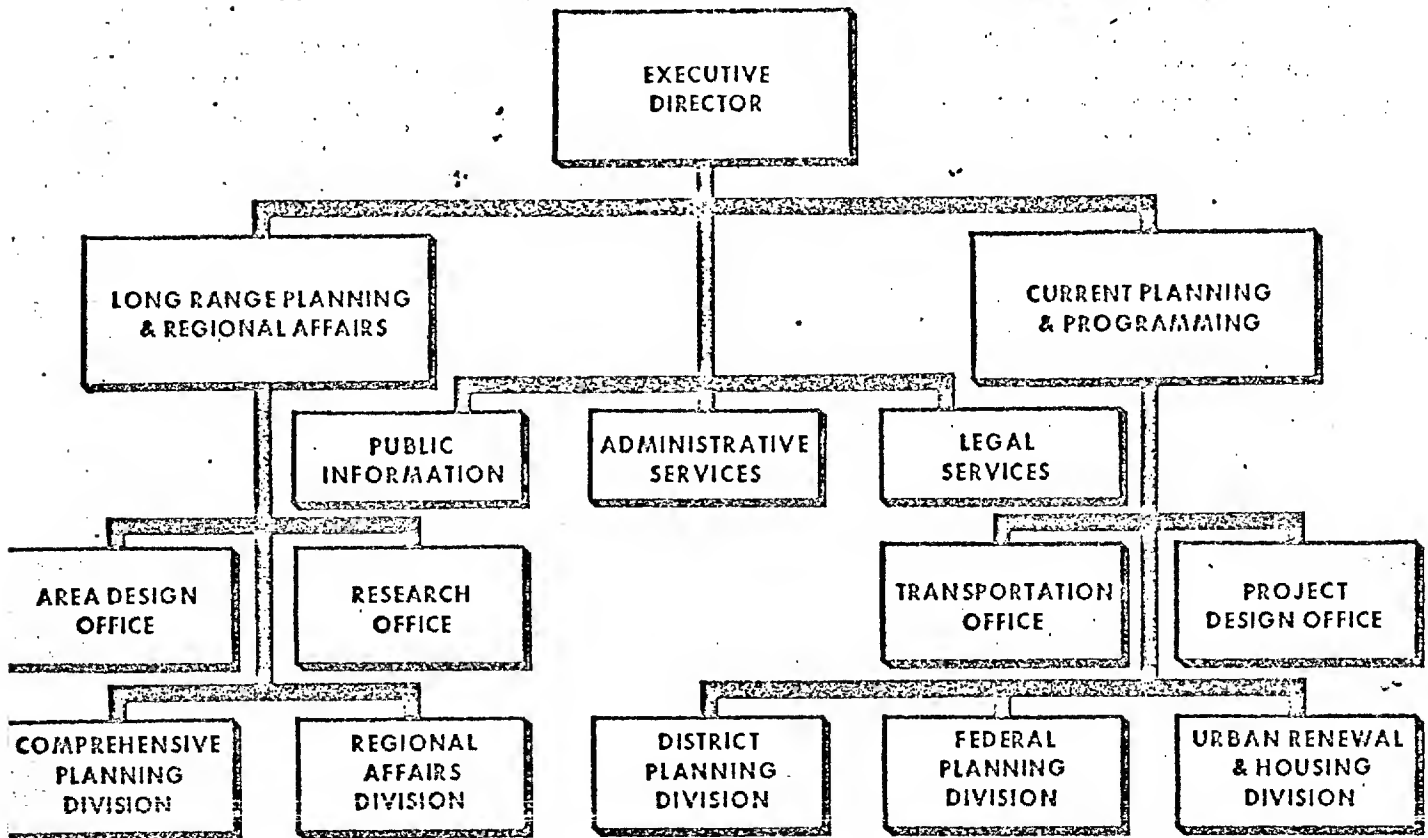 EXECUTIVE
DIRECTOR
LONG RANGE PLANNING
& REGIONAL AFFAIRS
CURRENT PLANNING
& PROGRAMMING
PUBLIC
INFORMATION
ADMINISTRATIVE
SERVICES
LEGAL
SERVICES
AREA DESIGN
OFFICE
RESEARCH
OFFICE
TRANSPORTATION
OFFICE
PROJECT
DESIGN OFFICE
COMPREHENSIVE
PLANNING
DIVISION
REGIONAL
AFFAIRS
DIVISION
DISTRICT
PLANNING
DIVISION
FEDERAL
PLANNING
DIVISION
URBAN RENEWAL
& HOUSING
DIVISION